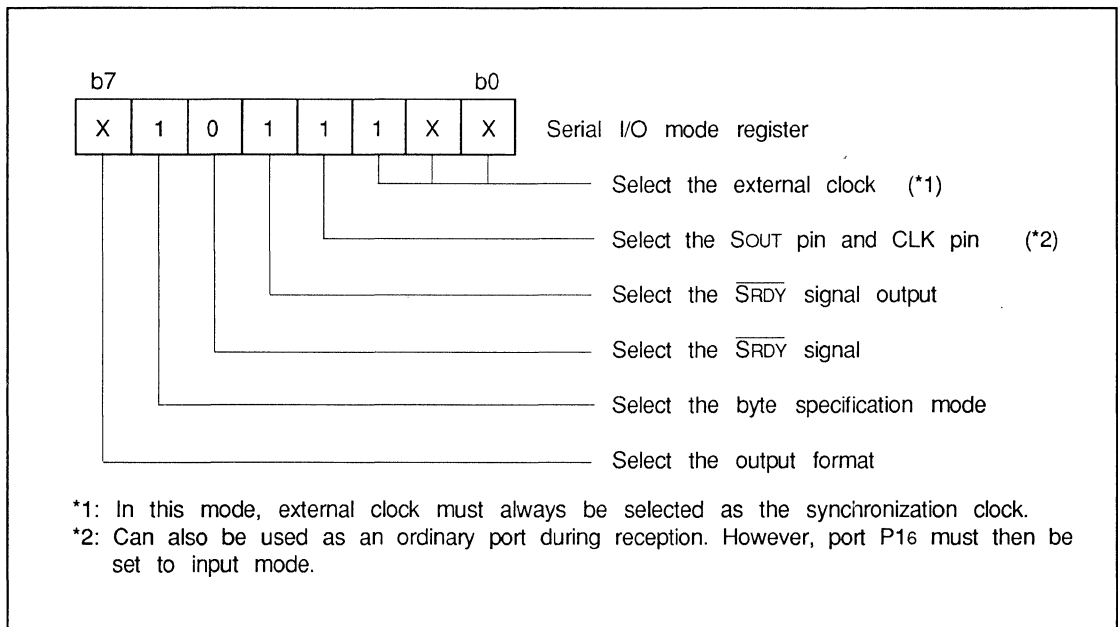 b7 b0
X 1 0 1 1 1 X X Serial I/O mode register
Select the external clock (*1)
Select the SOUT pin and CLK pin (*2)
Select the SRDY signal output
Select the SRDY signal
Select the byte specification mode
Select the output format
*1: In this mode, external clock must always be selected as the synchronization clock.
*2: Can also be used as an ordinary port during reception. However, port P16 must then be
set to input mode.